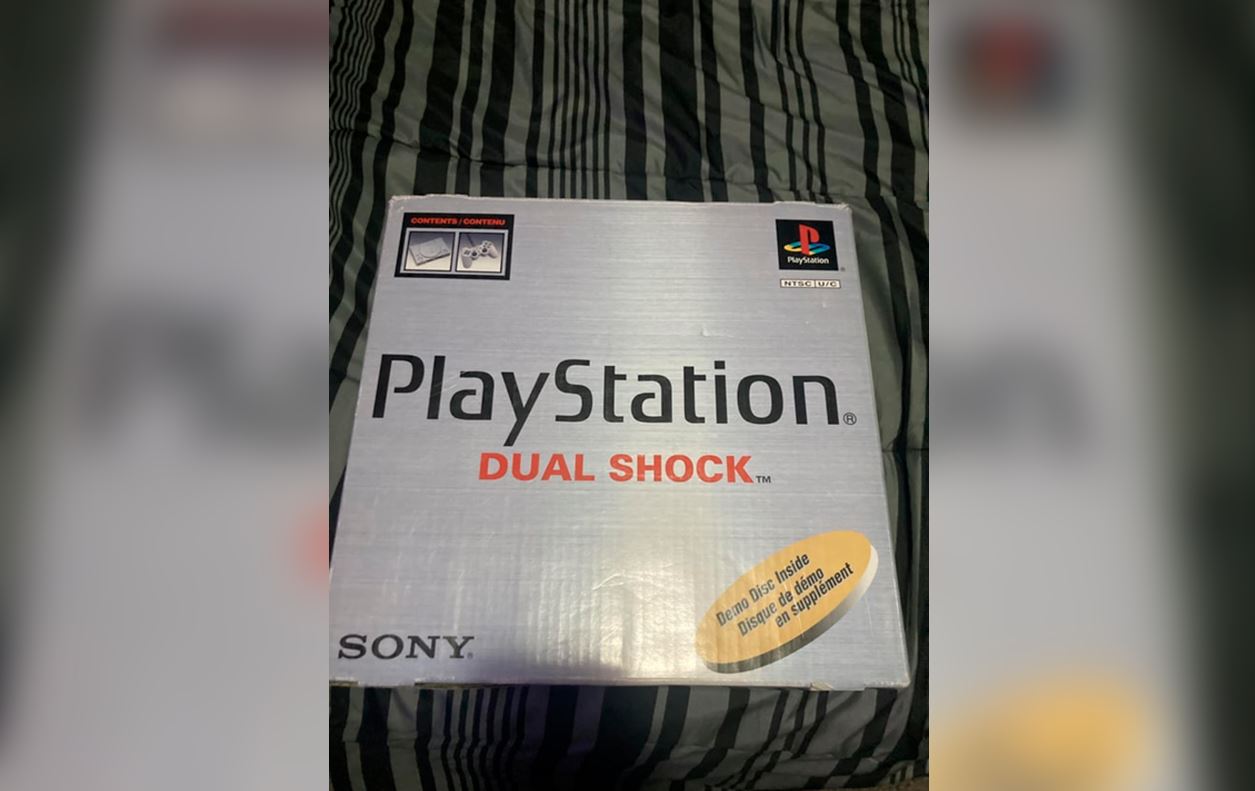 CONTENTS / CONTENU
PlayStation®
NTSC U/C
PlayStation®
DUAL SHOCK™
Demo Disc Inside
Disque de démo
en supplément
SONY®